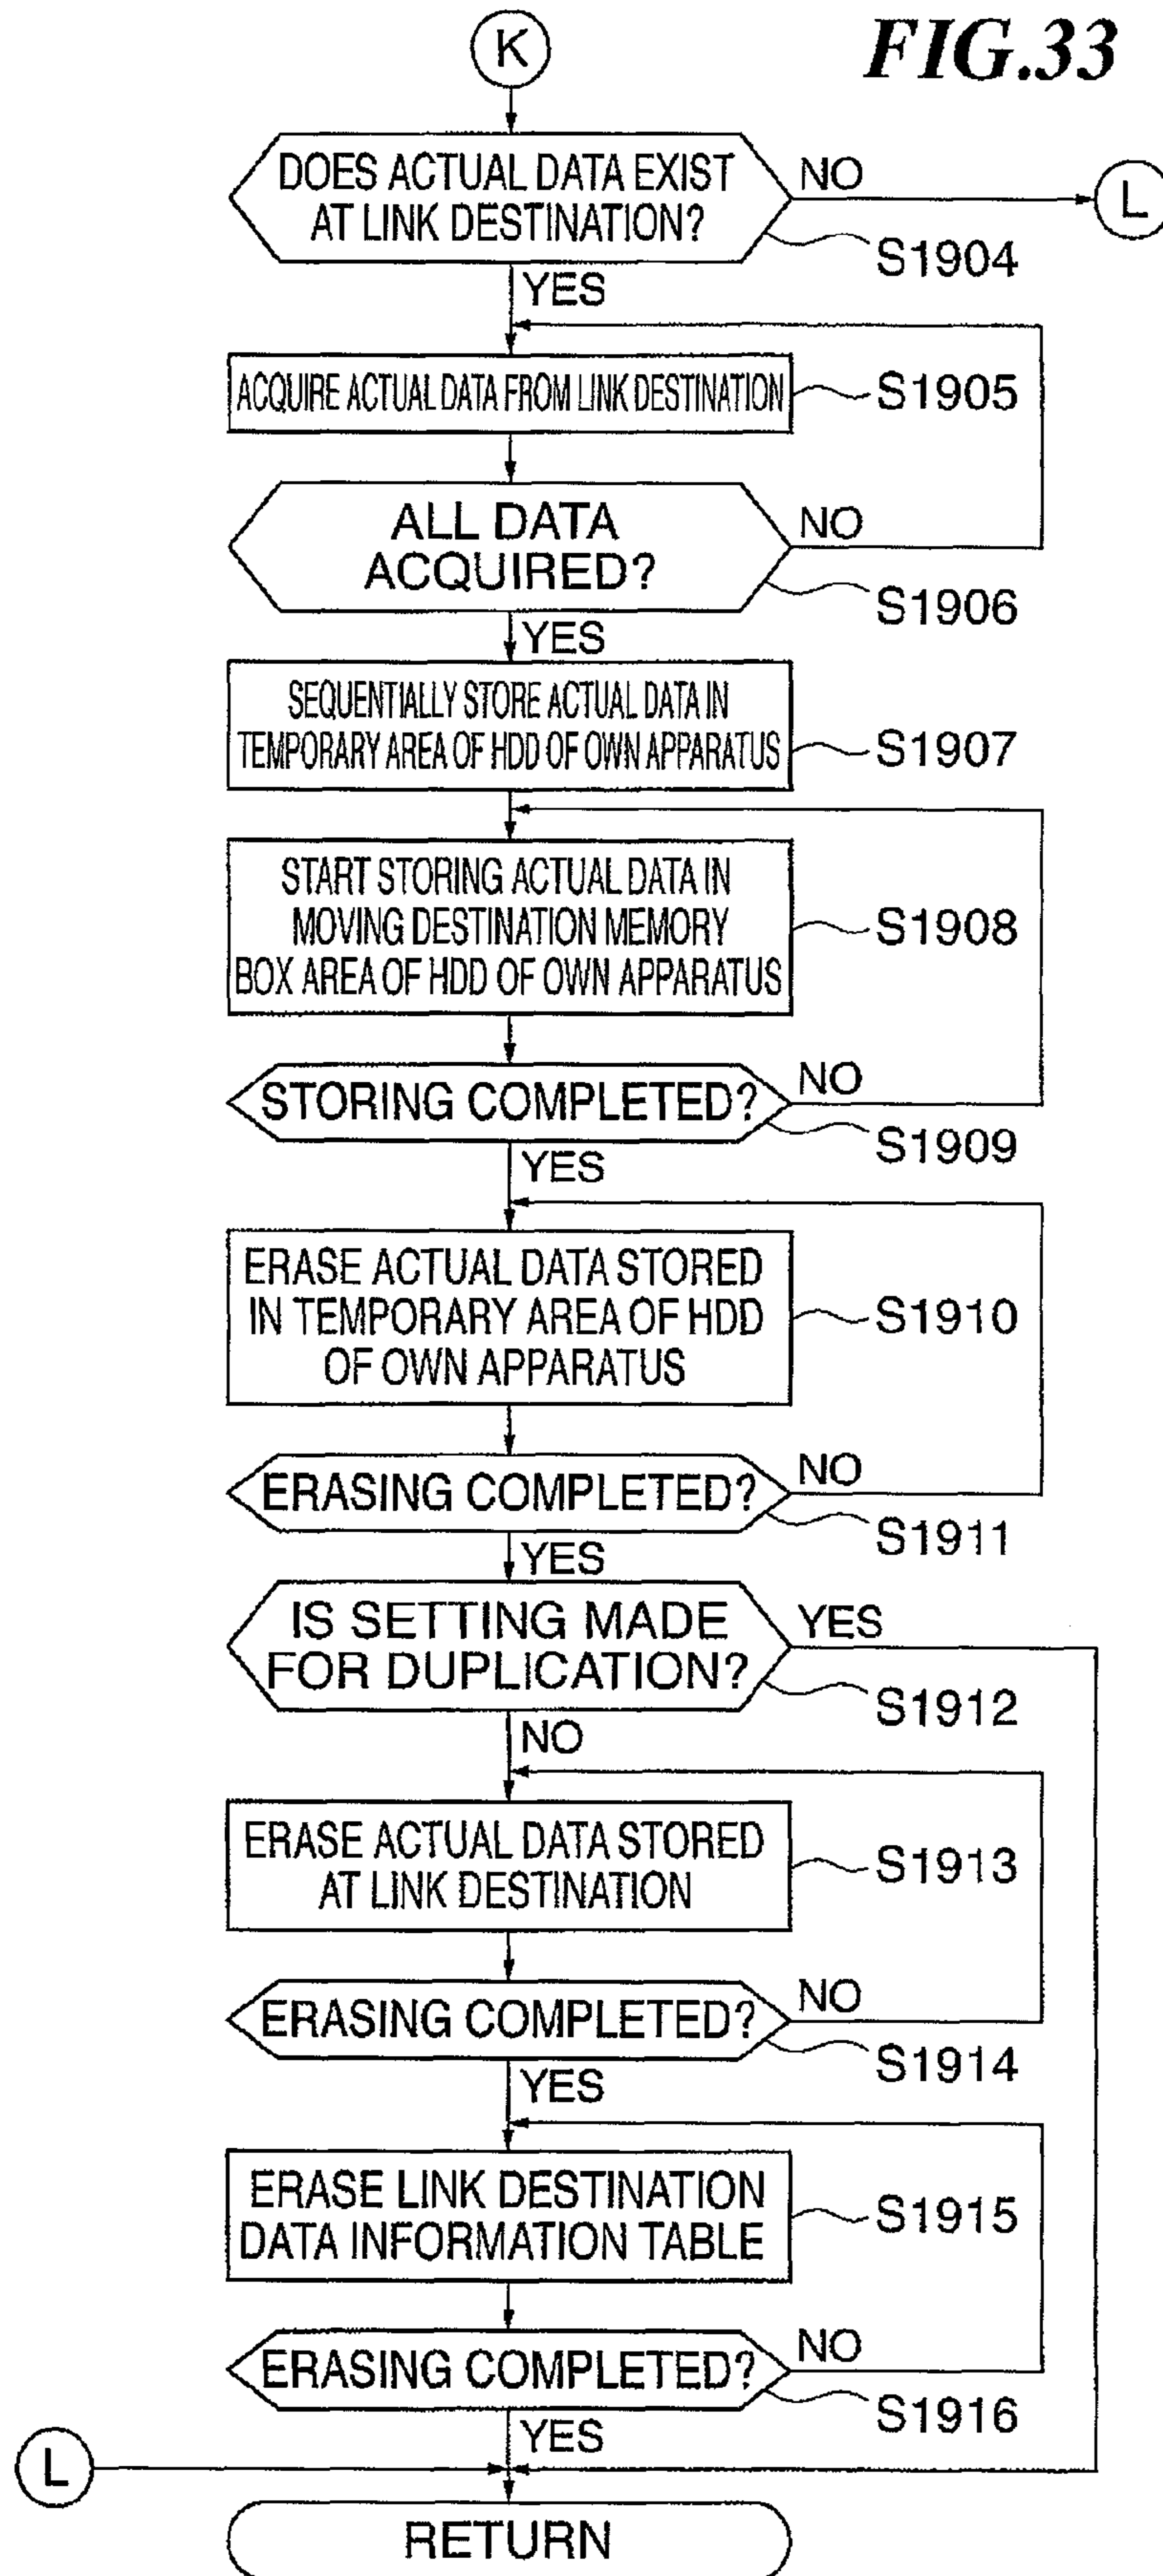 FIG.33
K
DOES ACTUAL DATA EXIST
AT LINK DESTINATION?
NO
L
S1904
YES
ACQUIRE ACTUAL DATA FROM LINK DESTINATION
S1905
ALL DATA
ACQUIRED?
NO
S1906
YES
SEQUENTIALLY STORE ACTUAL DATA IN
TEMPORARY AREA OF HDD OF OWN APPARATUS
S1907
START STORING ACTUAL DATA IN
MOVING DESTINATION MEMORY
BOX AREA OF HDD OF OWN APPARATUS
S1908
STORING COMPLETED?
NO
S1909
YES
ERASE ACTUAL DATA STORED
IN TEMPORARY AREA OF HDD
OF OWN APPARATUS
S1910
ERASING COMPLETED?
NO
S1911
YES
IS SETTING MADE
FOR DUPLICATION?
YES
S1912
NO
ERASE ACTUAL DATA STORED
AT LINK DESTINATION
S1913
ERASING COMPLETED?
NO
S1914
YES
ERASE LINK DESTINATION
DATA INFORMATION TABLE
S1915
ERASING COMPLETED?
NO
S1916
YES
L
RETURN